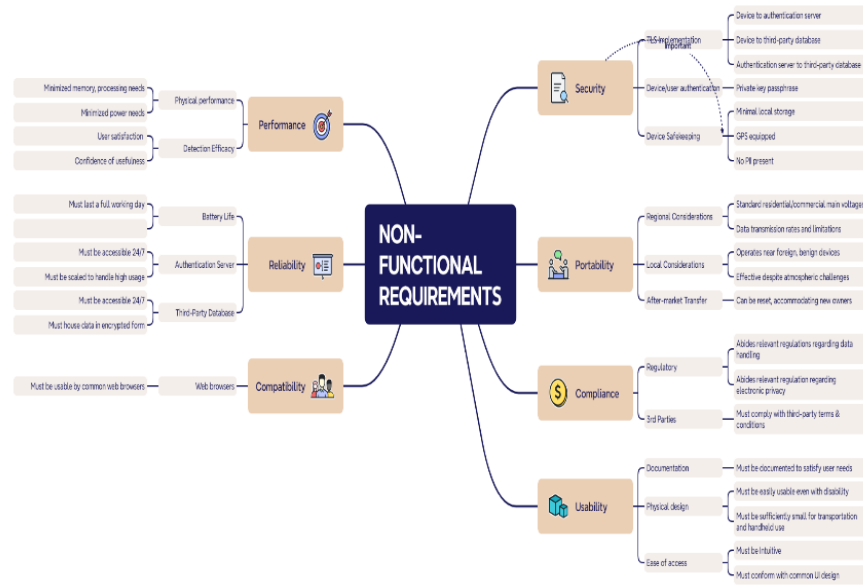 NON-
FUNCTIONAL
REQUIREMENTS
Performance
Physical performance
Minimized memory, processing needs
Minimized power needs
Detection Efficacy
User satisfaction
Confidence of usefulness
Reliability
Battery Life
Must last a full working day
Authentication Server
Must be accessible 24/7
Must be scaled to handle high usage
Third-Party Database
Must be accessible 24/7
Must house data in encrypted form
Compatibility
Web browsers
Must be usable by common web browsers
Security
TLS Implementation
Important
Device to authentication server
Device to third-party database
Authentication server to third-party database
Device/user authentication
Private key passphrase
Device Safekeeping
Minimal local storage
GPS equipped
No PII present
Portability
Regional Considerations
Standard residential/commercial main voltages
Data transmission rates and limitations
Local Considerations
Operates near foreign, benign devices
Effective despite atmospheric challenges
After-market Transfer
Can be reset, accommodating new owners
Compliance
Regulatory
Abides relevant regulations regarding data
handling
Abides relevant regulation regarding
electronic privacy
3rd Parties
Must comply with third-party terms &
conditions
Usability
Documentation
Must be documented to satisfy user needs
Physical design
Must be easily usable even with disability
Must be sufficiently small for transportation
and handheld use
Ease of access
Must be Intuitive
Must conform with common UI design